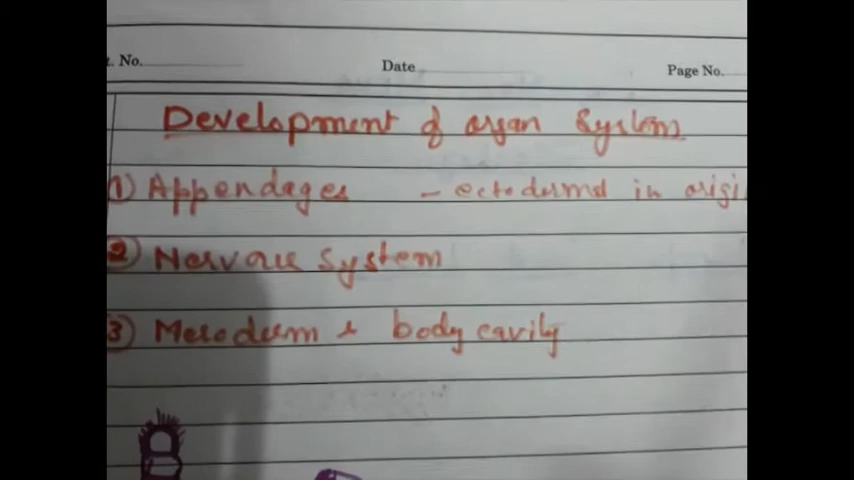 . No.
Date
Page No.
Development of organ System
1) Appendages - ectodermal in origi
2) Nervous System
3) Mesoderm & body cavity